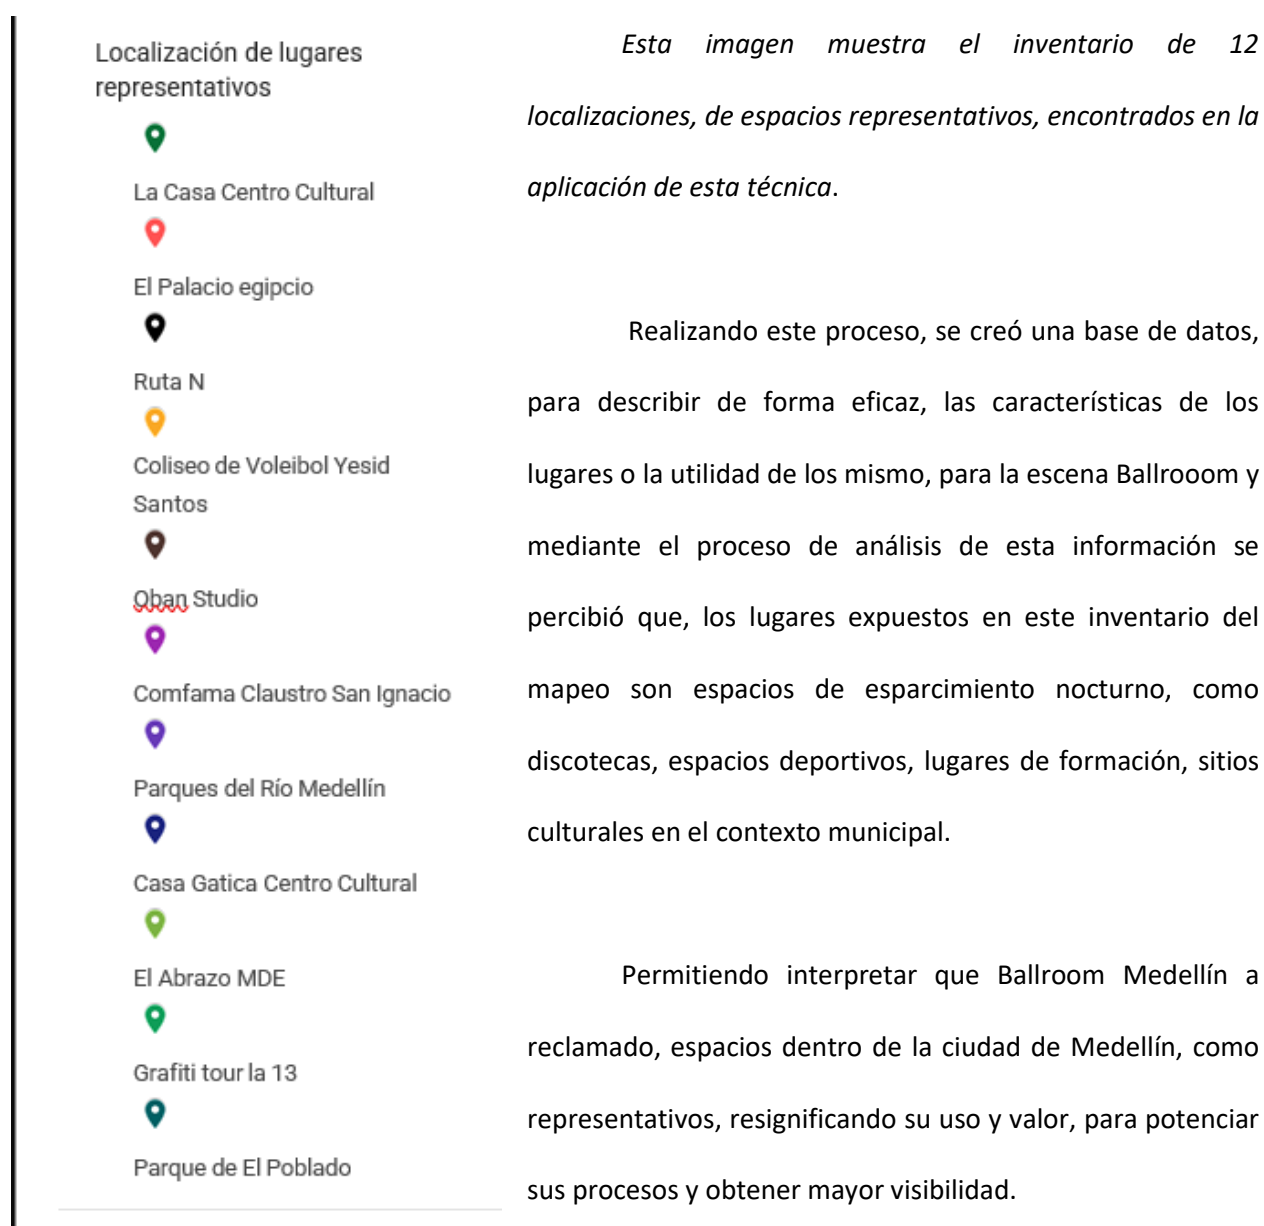 Localización de lugares
representativos
La Casa Centro Cultural
El Palacio egipcio
Ruta N
Coliseo de Voleibol Yesid
Santos
Oban Studio
Comfama Claustro San Ignacio
Parques del Río Medellín
Casa Gatica Centro Cultural
El Abrazo MDE
Grafiti tour la 13
Parque de El Poblado
Esta imagen muestra el inventario de 12
localizaciones, de espacios representativos, encontrados en la
aplicación de esta técnica.
Realizando este proceso, se creó una base de datos,
para describir de forma eficaz, las características de los
lugares o la utilidad de los mismo, para la escena Ballrooom y
mediante el proceso de análisis de esta información se
percibió que, los lugares expuestos en este inventario del
mapeo son espacios de esparcimiento nocturno, como
discotecas, espacios deportivos, lugares de formación, sitios
culturales en el contexto municipal.
Permitiendo interpretar que Ballroom Medellín a
reclamado, espacios dentro de la ciudad de Medellín, como
representativos, resignificando su uso y valor, para potenciar
sus procesos y obtener mayor visibilidad.